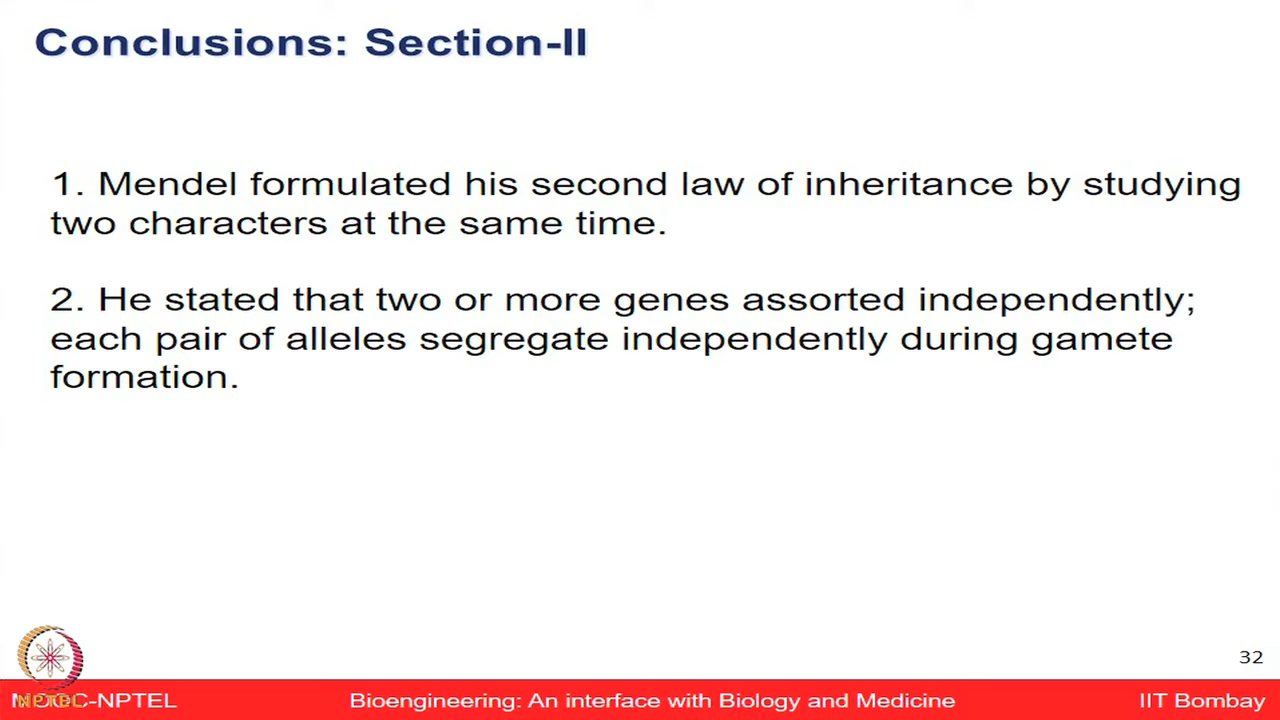 Conclusions: Section-II
1. Mendel formulated his second law of inheritance by studying
two characters at the same time.
2. He stated that two or more genes assorted independently;
each pair of alleles segregate independently during gamete
formation.
32
NPTEL
MOOC-NPTEL Bioengineering: An interface with Biology and Medicine IIT Bombay